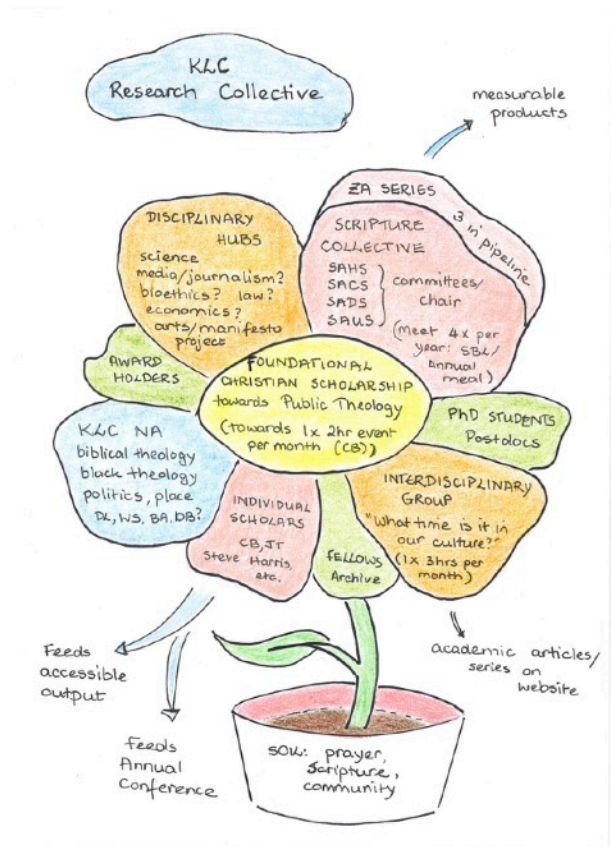 KLC
Research Collective
measurable
products
ZA SERIES
3 in pipeline
DISCIPLINARY
HUBS
science
media/journalism?
bioethics? law?
economics?
arts/manifesto
project
SCRIPTURE
COLLECTIVE
SAHS
SACS
SADS
SAUS
committees/
chair
(meet 4x per
year: SBL/
Annual
meal)
AWARD
HOLDERS
FOUNDATIONAL
CHRISTIAN SCHOLARSHIP
towards Public Theology
(towards 1x 2hr event
per month (CB))
PhD STUDENTS
Postdocs
KLC NA
biblical theology
black theology
politics, place
DL, WS, BA, DB?
INDIVIDUAL
SCHOLARS
CB, JT
Steve Harris
etc.
FELLOWS
Archive
INTERDISCIPLINARY
GROUP
"What time is it in
our culture?"
(1x 3hrs per
month)
Feeds
accessible
output
Feeds
Annual
Conference
academic articles/
series on
website
SOIL: prayer,
Scripture,
community